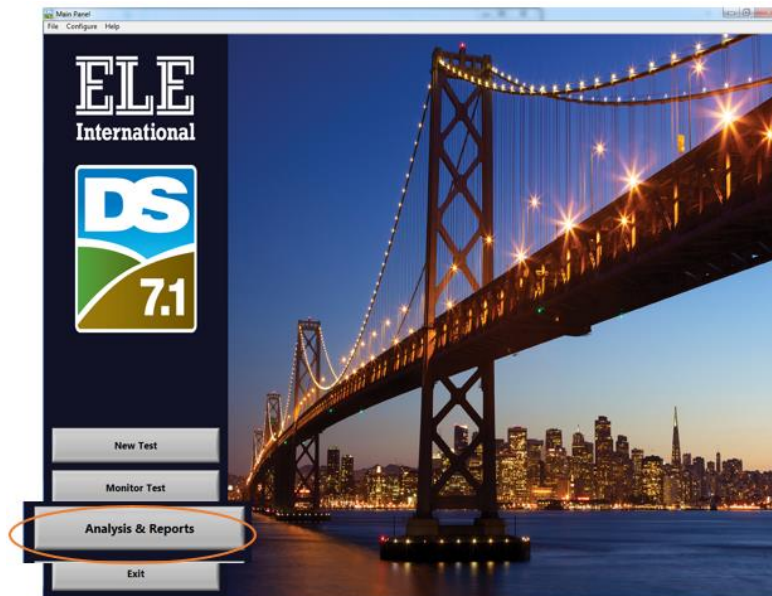 Main Panel
File Configure Help
ELE
International
DS
7.1
New Test
Monitor Test
Analysis & Reports
Exit